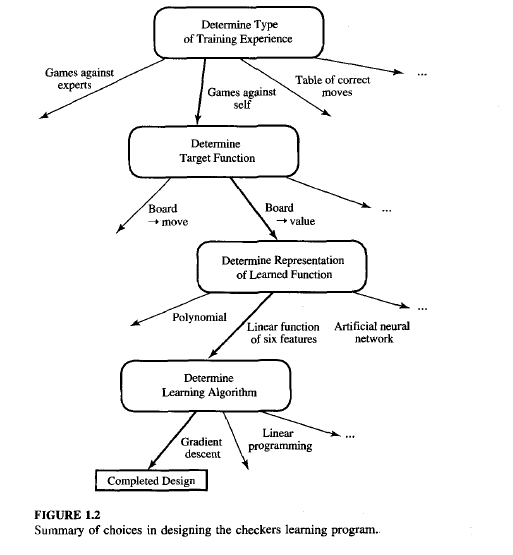 Determine Type
of Training Experience
Games against
experts
Games against
self
Table of correct
moves
...
Determine
Target Function
Board
→ move
Board
→ value
...
Determine Representation
of Learned Function
Polynomial
Linear function
of six features
Artificial neural
network
...
Determine
Learning Algorithm
Gradient
descent
Linear
programming
...
Completed Design
FIGURE 1.2
Summary of choices in designing the checkers learning program.